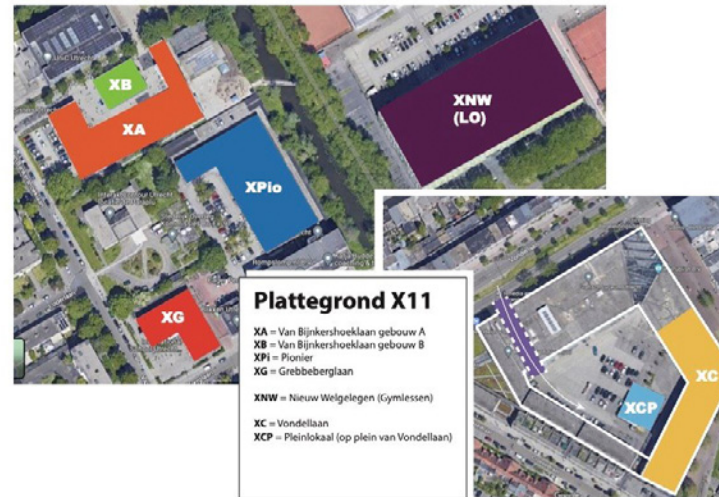 XB
XA
XPio
XNW
(LO)
XG
XC
XCP
Plattegrond X11
XA = Van Bijnkershoeklaan gebouw A
XB = Van Bijnkershoeklaan gebouw B
XPi = Pionier
XG = Grebbeberglaan
XNW = Nieuw Welgelegen (Gymlessen)
XC = Vondellaan
XCP = Pleinlokaal (op plein van Vondellaan)